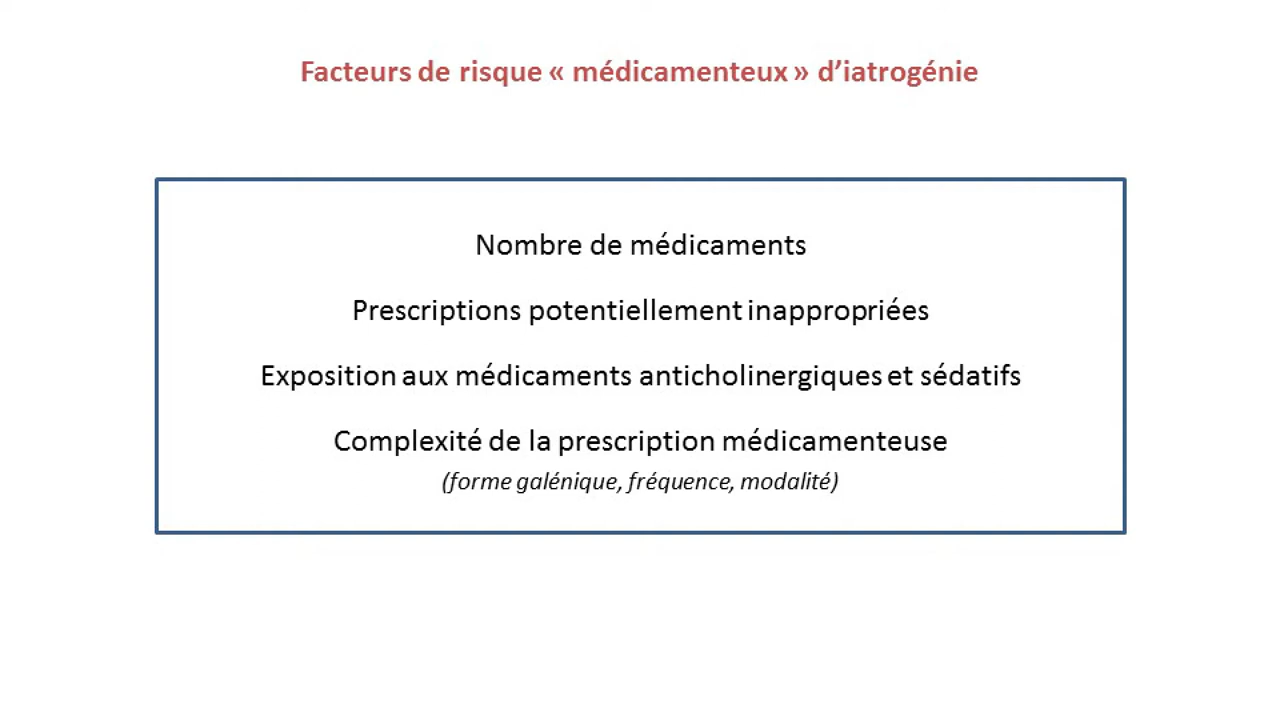 Facteurs de risque « médicamenteux » d’iatrogénie
Nombre de médicaments
Prescriptions potentiellement inappropriées
Exposition aux médicaments anticholinergiques et sédatifs
Complexité de la prescription médicamenteuse
(forme galénique, fréquence, modalité)